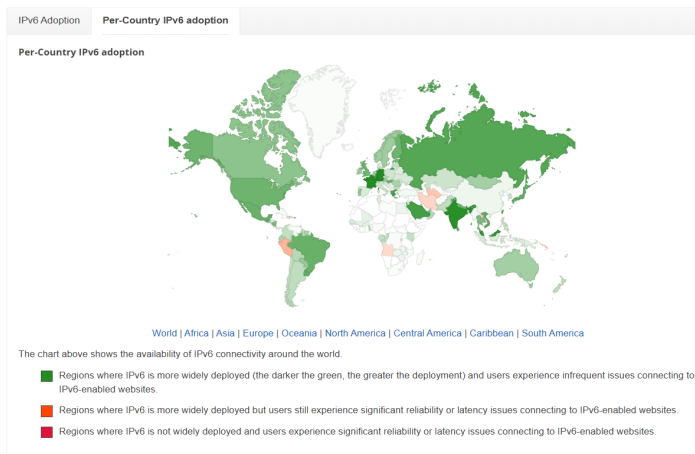 IPv6 Adoption
Per-Country IPv6 adoption
Per-Country IPv6 adoption
World | Africa | Asia | Europe | Oceania | North America | Central America | Caribbean | South America
The chart above shows the availability of IPv6 connectivity around the world.
Regions where IPv6 is more widely deployed (the darker the green, the greater the deployment) and users experience infrequent issues connecting to
IPv6-enabled websites.
Regions where IPv6 is more widely deployed but users still experience significant reliability or latency issues connecting to IPv6-enabled websites.
Regions where IPv6 is not widely deployed and users experience significant reliability or latency issues connecting to IPv6-enabled websites.